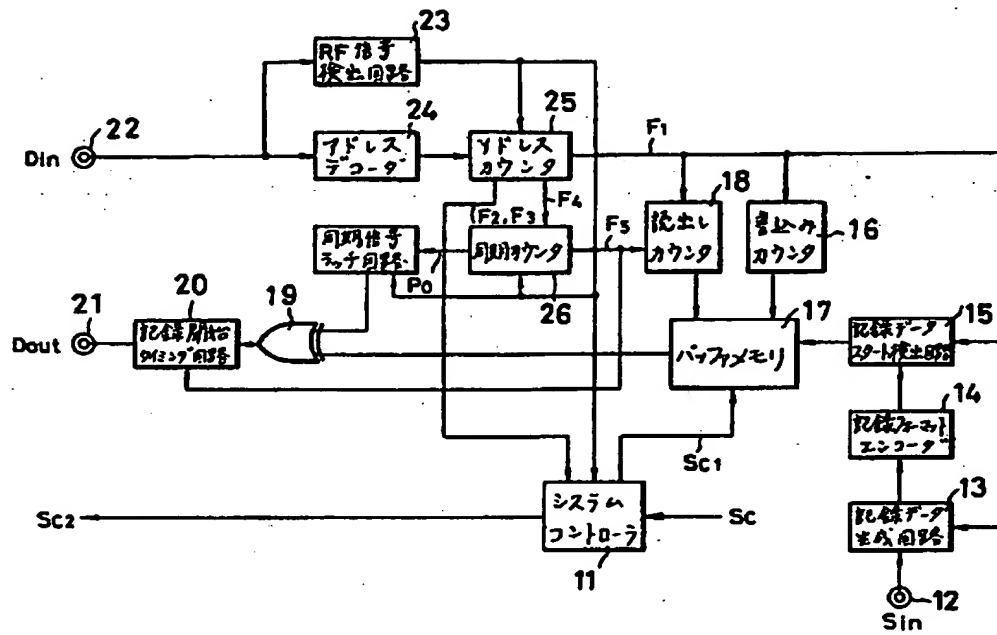 23
RF信号
検出回路
22
Din
24
アドレス
デコーダ
25
アドレス
カウンタ
F1
F2, F3
F4
18
読出し
カウンタ
書込み
カウンタ
16
同期信号
ラッチ回路
P0
同期カウンタ
F5
26
21
Dout
20
記録開始
タイミング回路
19
17
バッファメモリ
15
記録データ
スタート検出回路
14
記録フォーマット
エンコーダ
Sc1
13
記録データ
生成回路
Sc2
システム
コントローラ
Sc
11
12
Sin